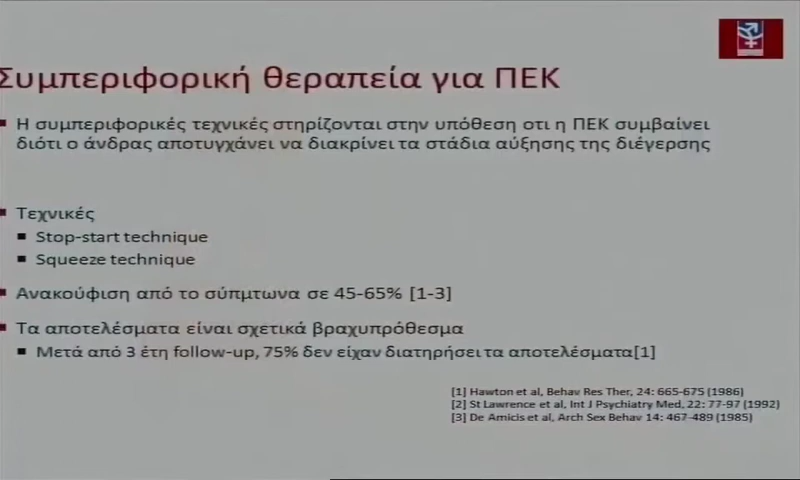 Συμπεριφορική θεραπεία για ΠΕΚ
Η συμπεριφορικές τεχνικές στηρίζονται στην υπόθεση οτι η ΠΕΚ συμβαίνει
διότι ο άνδρας αποτυγχάνει να διακρίνει τα στάδια αύξησης της διέγερσης
Τεχνικές
Stop-start technique
Squeeze technique
Ανακούφιση από το σύπμτωνα σε 45-65% [1-3]
Τα αποτελέσματα είναι σχετικά βραχυπρόθεσμα
Μετά από 3 έτη follow-up, 75% δεν είχαν διατηρήσει τα αποτελέσματα[1]
[1] Hawton et al, Behav Res Ther, 24: 665-675 (1986)
[2] St Lawrence et al, Int J Psychiatry Med, 22: 77-97 (1992)
[3] De Amicis et al, Arch Sex Behav 14: 467-489 (1985)